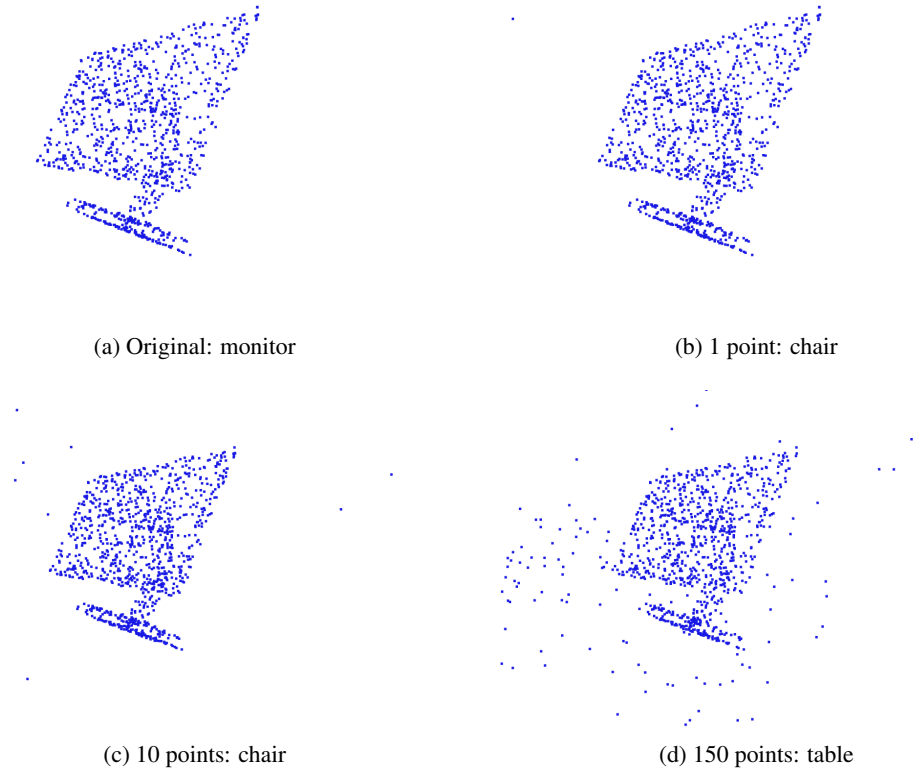 (a) Original: monitor
(b) 1 point: chair
(c) 10 points: chair
(d) 150 points: table